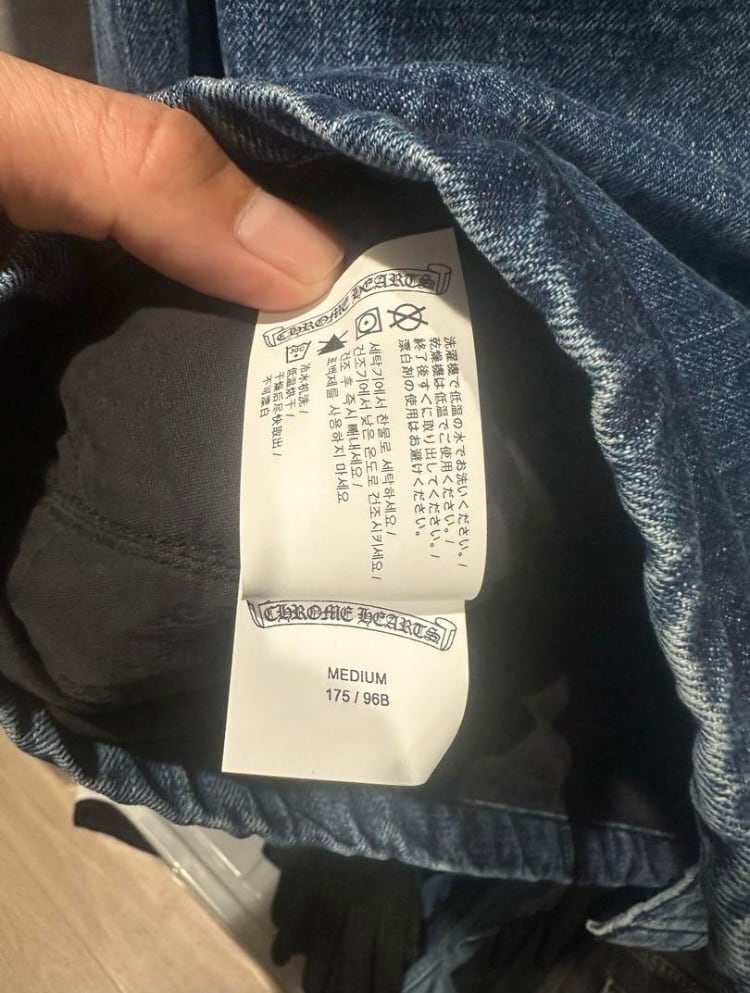 CHROME HEARTS
洗濯機で低温の水でお洗いください。/
乾燥機は低温でご使用ください。/
終了後すぐに取り出してください。/
漂白剤の使用はお避けください。
세탁기에서 찬물로 세탁하세요/
건조기에서 낮은 온도로 건조시키세요/
건조 후 즉시 빼내세요/
표백제를 사용하지 마세요
冷水机洗/
低温烘干/
干燥后尽快取出/
不可漂白
CHROME HEARTS
MEDIUM
175 / 96B